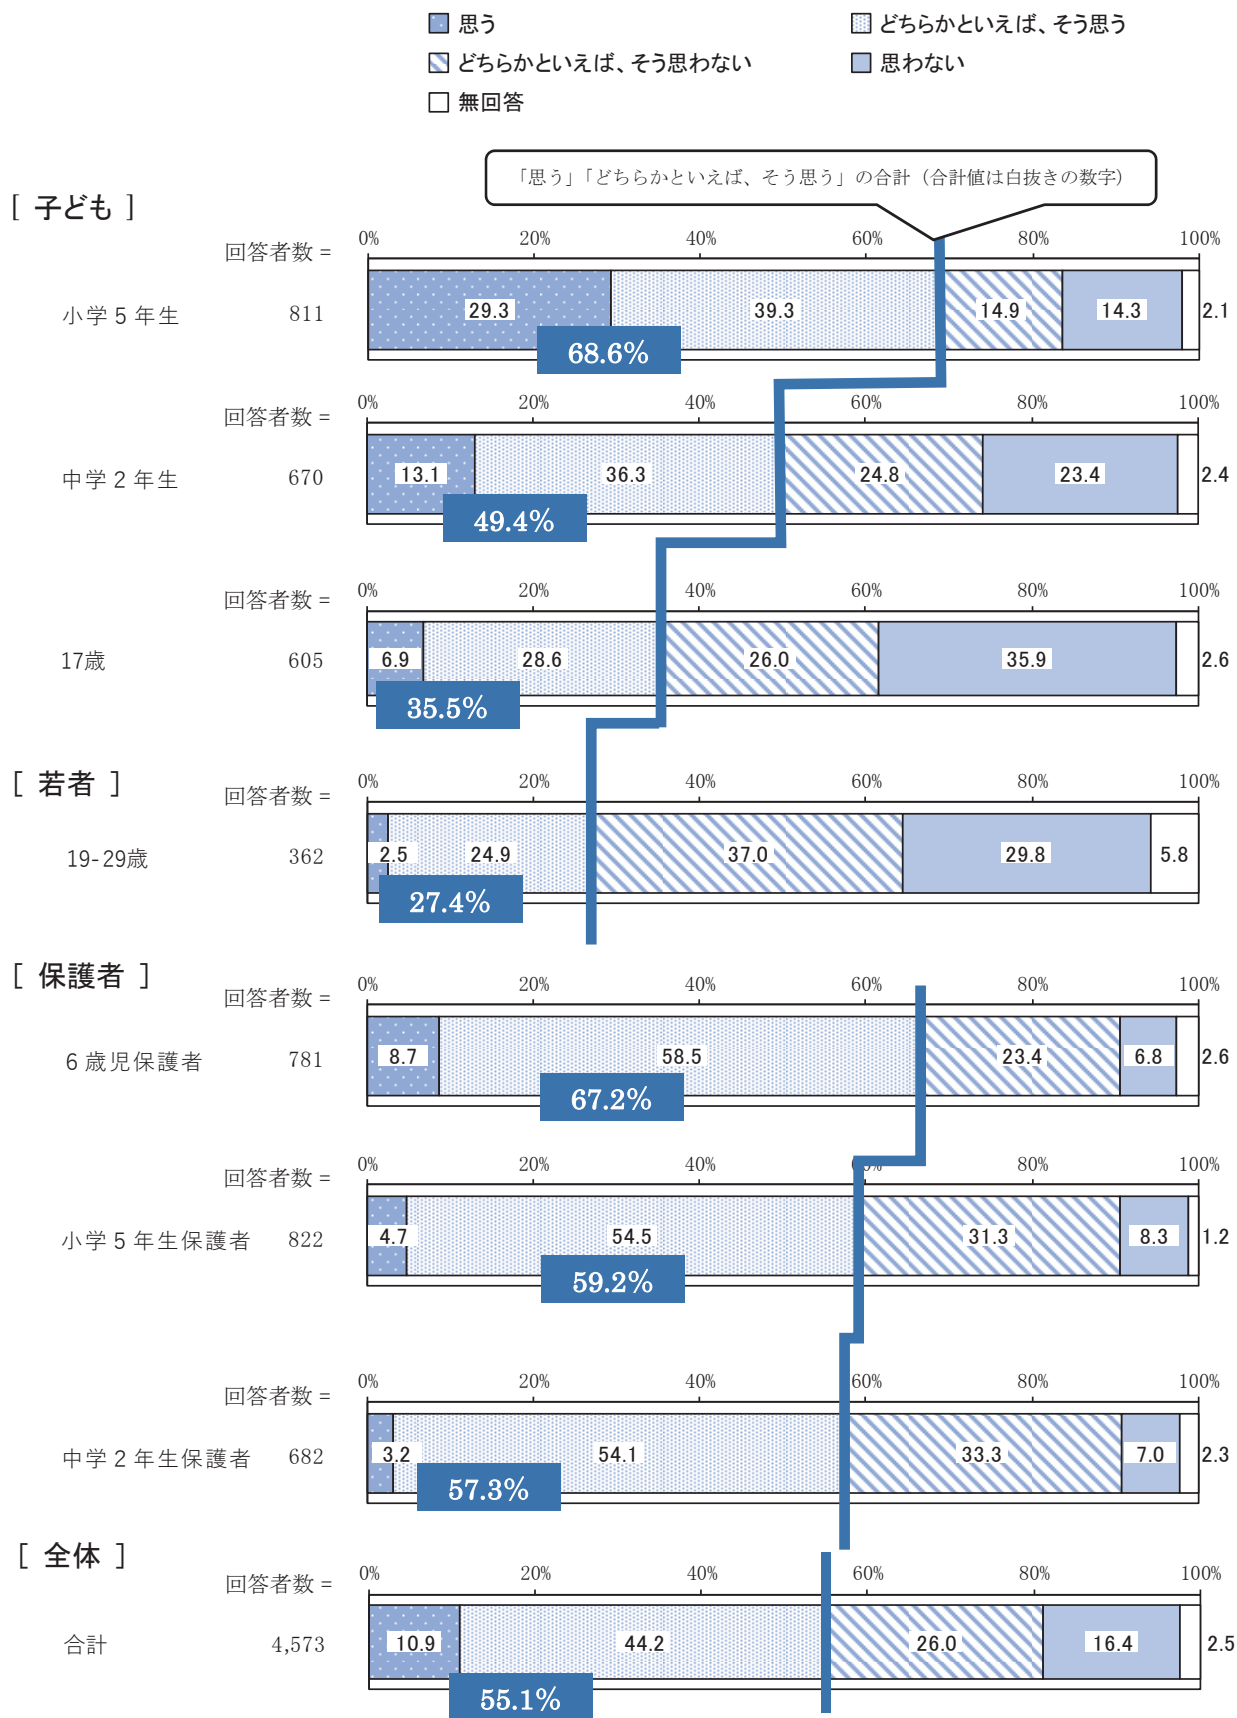 思う どちらかといえば、そう思う
どちらかといえば、そう思わない 思わない
無回答
「思う」「どちらかといえば、そう思う」の合計（合計値は白抜きの数字）
[ 子ども ]
0% 20% 40% 60% 80% 100%
回答者数 =
小学５年生 811 29.3 39.3 14.9 14.3 2.1
68.6%
0% 20% 40% 60% 80% 100%
回答者数 =
中学２年生 670 13.1 36.3 24.8 23.4 2.4
49.4%
0% 20% 40% 60% 80% 100%
回答者数 =
17歳 605 6.9 28.6 26.0 35.9 2.6
35.5%
[ 若者 ]
0% 20% 40% 60% 80% 100%
回答者数 =
19-29歳 362 2.5 24.9 37.0 29.8 5.8
27.4%
[ 保護者 ]
0% 20% 40% 60% 80% 100%
回答者数 =
６歳児保護者 781 8.7 58.5 23.4 6.8 2.6
67.2%
0% 20% 40% 60% 80% 100%
回答者数 =
小学５年生保護者 822 4.7 54.5 31.3 8.3 1.2
59.2%
0% 20% 40% 60% 80% 100%
回答者数 =
中学２年生保護者 682 3.2 54.1 33.3 7.0 2.3
57.3%
[ 全体 ]
0% 20% 40% 60% 80% 100%
回答者数 =
合計 4,573 10.9 44.2 26.0 16.4 2.5
55.1%